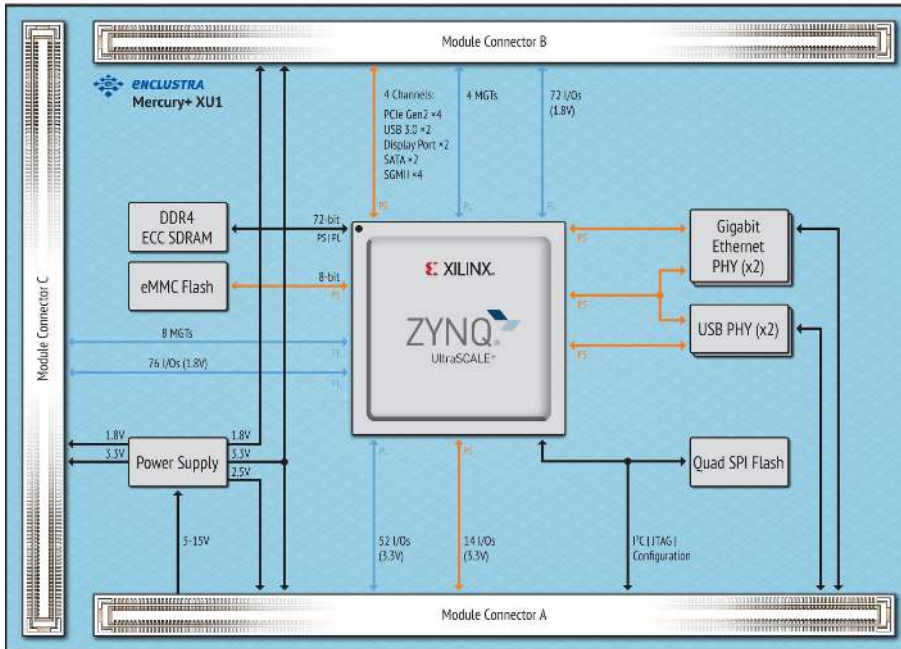 Module Connector B
ENCLUSTRA
Mercury+ XU1
4 Channels:
PCIe Gen2 ×4
USB 3.0 ×2
Display Port ×2
SATA ×2
SGMII ×4
4 MGTs
72 I/Os
(1.8V)
PS
PL
PL
Module Connector C
DDR4
ECC SDRAM
72-bit
PS|PL
eMMC Flash
8-bit
PS
XILINX®
ZYNQ®
UltraSCALE+
PS
PS
PS
Gigabit
Ethernet
PHY (x2)
USB PHY (x2)
8 MGTs
PL
76 I/Os (1.8V)
PL
1.8V
3.3V
Power Supply
1.8V
3.3V
2.5V
PL
PS
Quad SPI Flash
5-15V
52 I/Os
(3.3V)
14 I/Os
(3.3V)
I²C | JTAG |
Configuration
Module Connector A